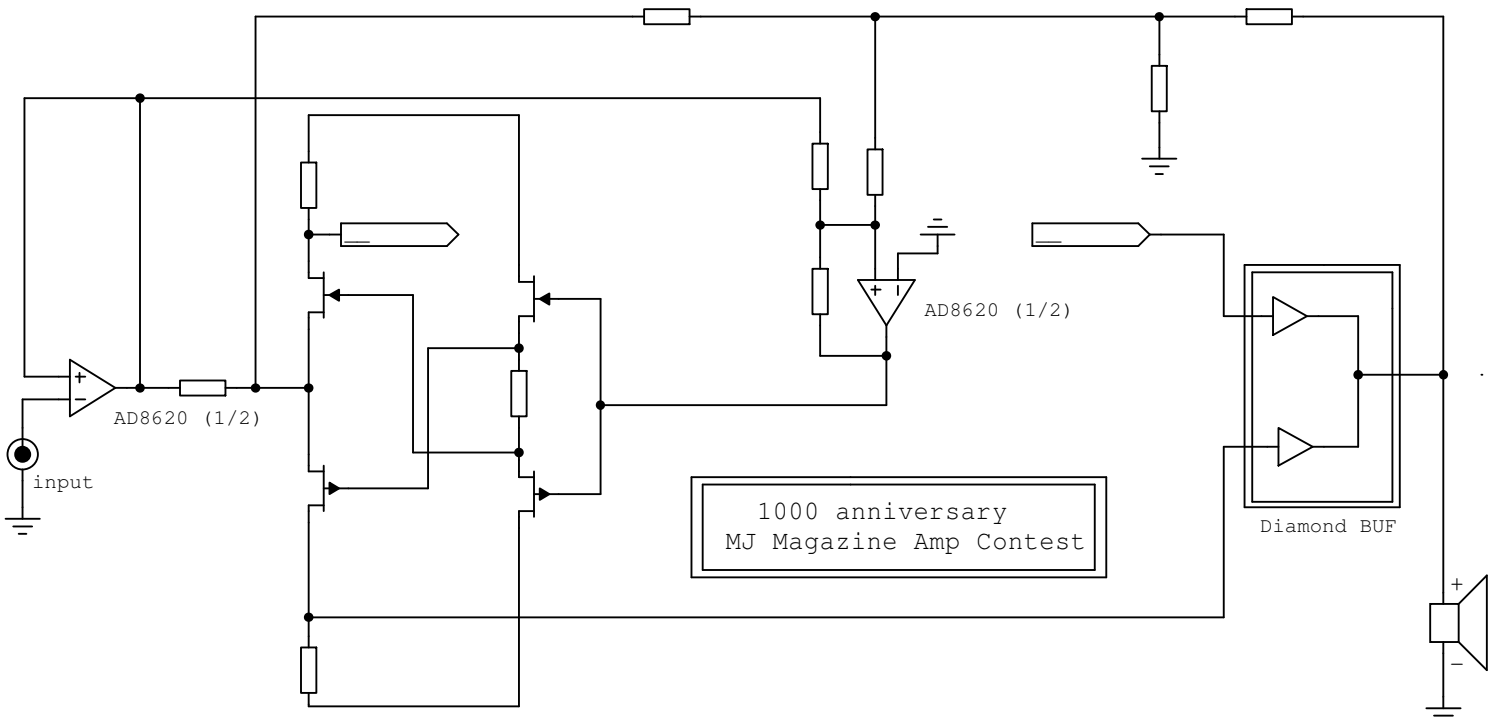 AD8620 (1/2)
AD8620 (1/2)
input
1000 anniversary
MJ Magazine Amp Contest
Diamond BUF